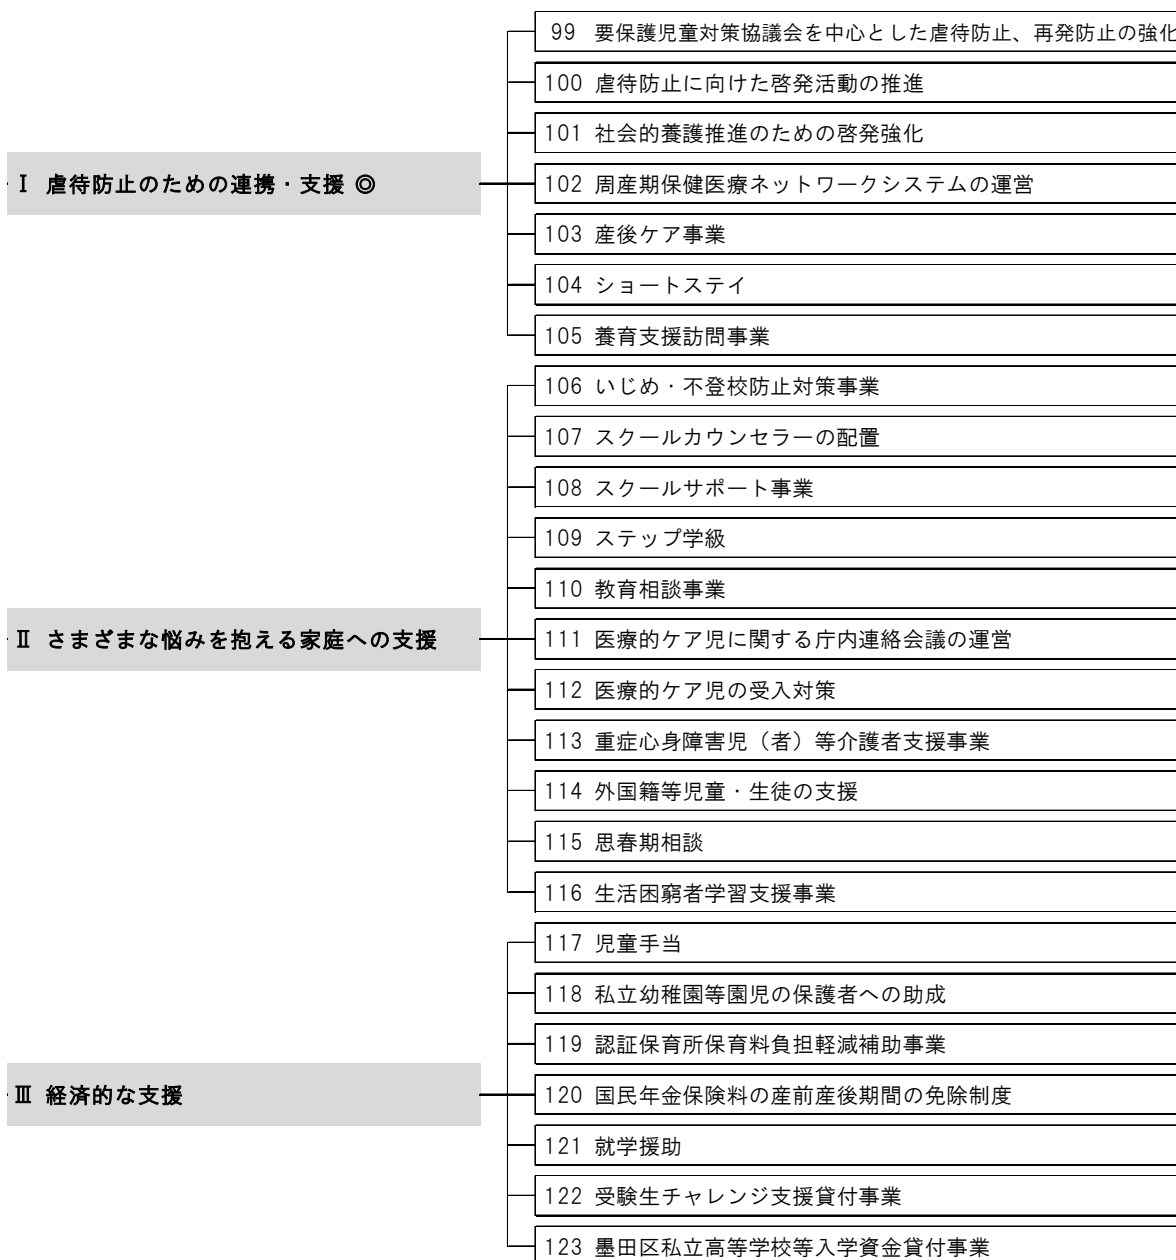 Ⅰ 虐待防止のための連携・支援 ◎
99 要保護児童対策協議会を中心とした虐待防止、再発防止の強化
100 虐待防止に向けた啓発活動の推進
101 社会的養護推進のための啓発強化
102 周産期保健医療ネットワークシステムの運営
103 産後ケア事業
104 ショートステイ
105 養育支援訪問事業
Ⅱ さまざまな悩みを抱える家庭への支援
106 いじめ・不登校防止対策事業
107 スクールカウンセラーの配置
108 スクールサポート事業
109 ステップ学級
110 教育相談事業
111 医療的ケア児に関する庁内連絡会議の運営
112 医療的ケア児の受入対策
113 重症心身障害児（者）等介護者支援事業
114 外国籍等児童・生徒の支援
115 思春期相談
116 生活困窮者学習支援事業
Ⅲ 経済的な支援
117 児童手当
118 私立幼稚園等園児の保護者への助成
119 認証保育所保育料負担軽減補助事業
120 国民年金保険料の産前産後期間の免除制度
121 就学援助
122 受験生チャレンジ支援貸付事業
123 墨田区私立高等学校等入学資金貸付事業